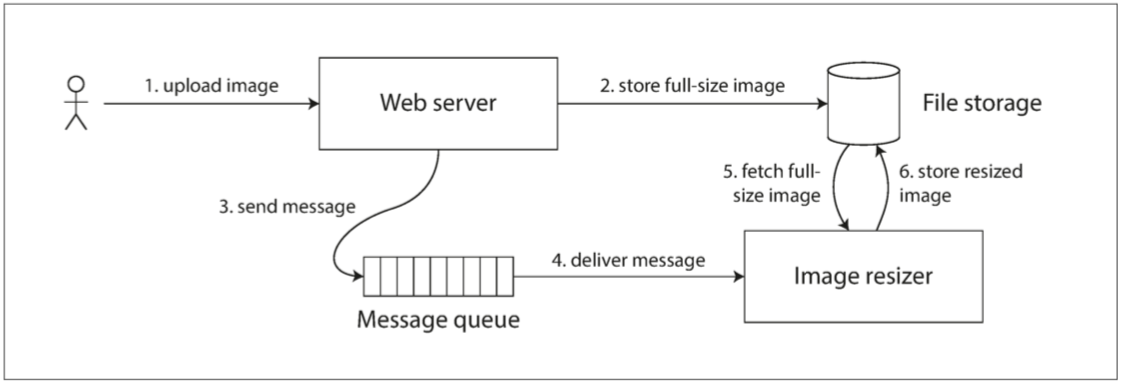 1. upload image
Web server
2. store full-size image
File storage
5. fetch full-
size image
6. store resized
image
3. send message
4. deliver message
Image resizer
Message queue